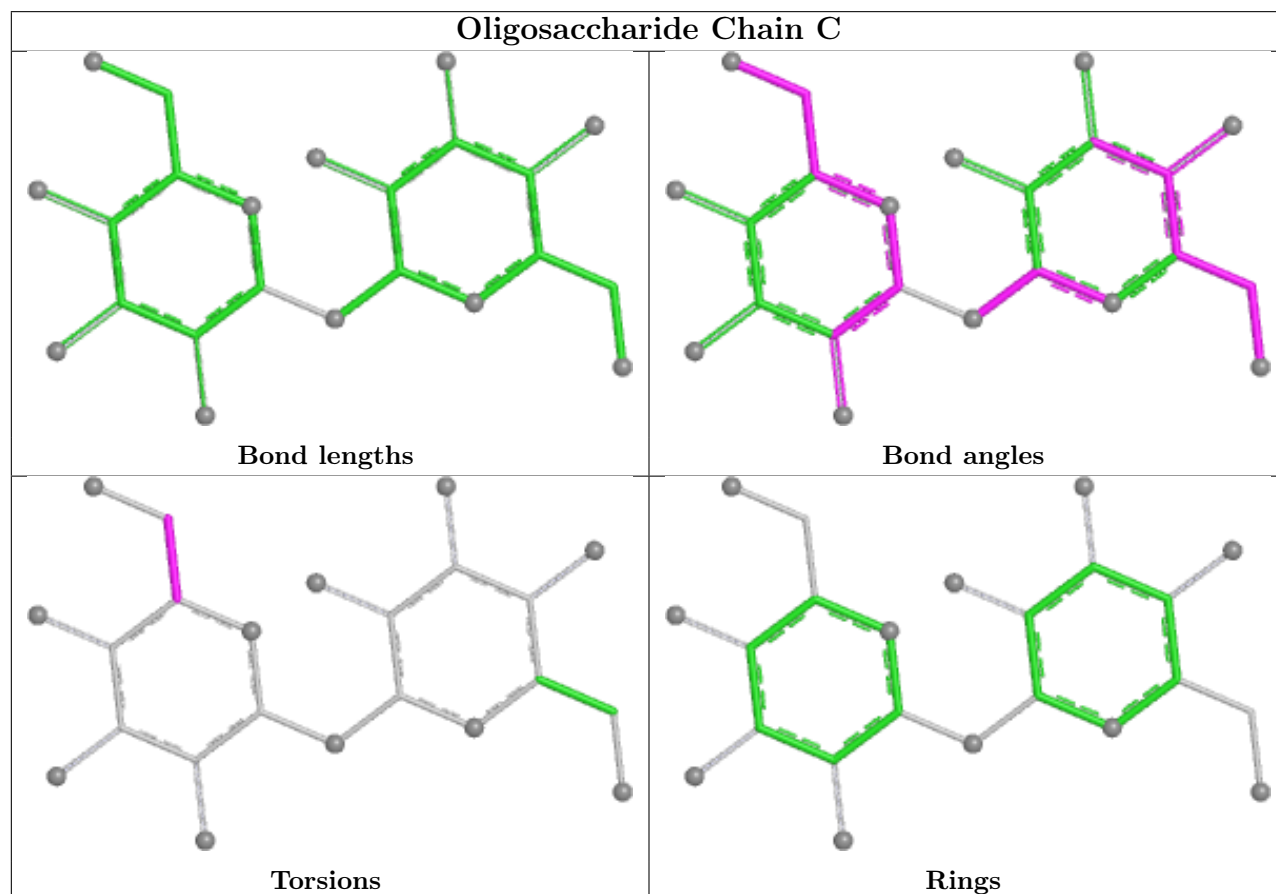 Oligosaccharide Chain C
Bond lengths
Bond angles
Torsions
Rings